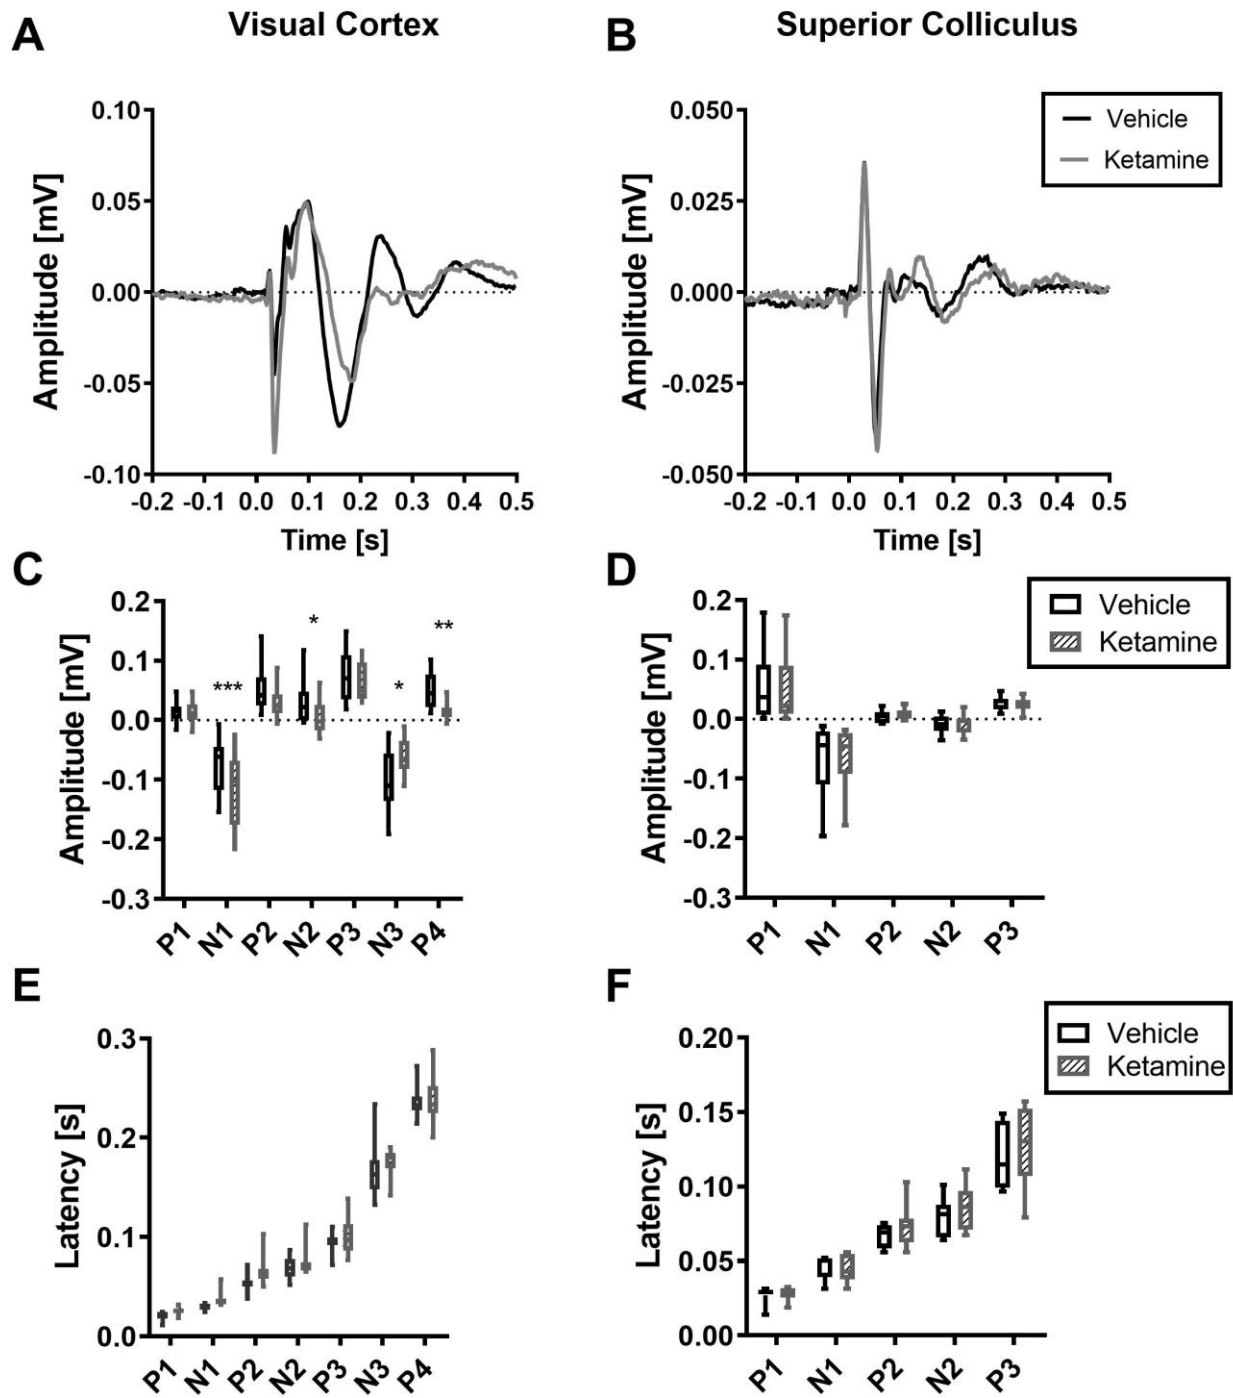 A Visual Cortex
B Superior Colliculus
0.10
0.05
0.00
-0.05
-0.10
Amplitude [mV]
-0.2 -0.1 0.0 0.1 0.2 0.3 0.4 0.5
Time [s]
0.050
0.025
0.000
-0.025
-0.050
Amplitude [mV]
-0.2 -0.1 0.0 0.1 0.2 0.3 0.4 0.5
Time [s]
Vehicle
Ketamine
C
0.2
0.1
0.0
-0.1
-0.2
-0.3
Amplitude [mV]
***
*
*
**
P1 N1 P2 N2 P3 N3 P4
D
0.2
0.1
0.0
-0.1
-0.2
-0.3
Amplitude [mV]
P1 N1 P2 N2 P3
Vehicle
Ketamine
E
0.3
0.2
0.1
0.0
Latency [s]
P1 N1 P2 N2 P3 N3 P4
F
0.20
0.15
0.10
0.05
0.00
Latency [s]
P1 N1 P2 N2 P3
Vehicle
Ketamine